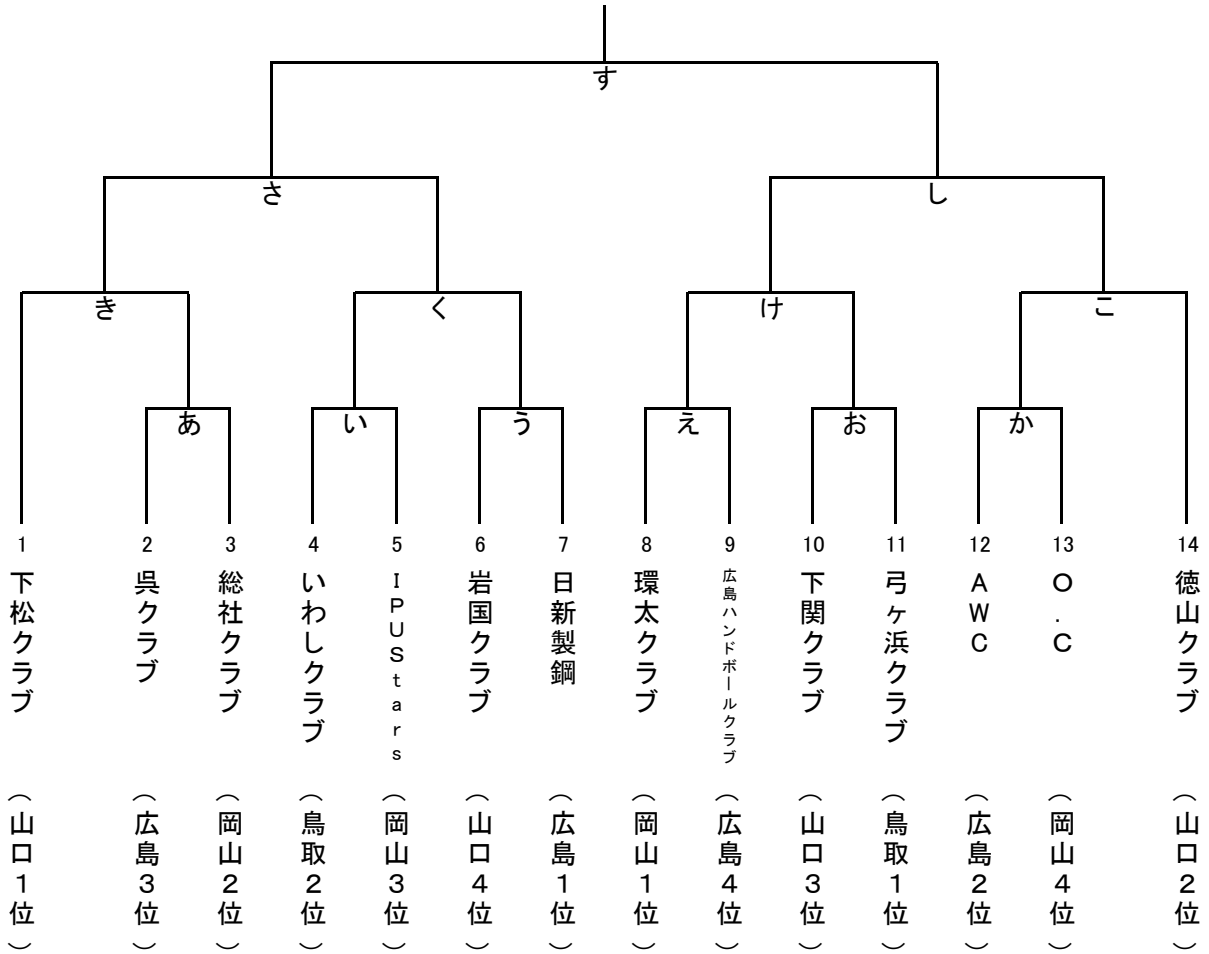 す
さ
し
き
く
け
こ
あ
い
う
え
お
か
1
2
3
4
5
6
7
8
9
10
11
12
13
14
下松クラブ
呉クラブ
総社クラブ
いわしクラブ
IPUStars
岩国クラブ
日新製鋼
環太クラブ
広島ハンドボールクラブ
下関クラブ
弓ヶ浜クラブ
AWC
O.C
徳山クラブ
（山口１位）
（広島３位）
（岡山２位）
（鳥取２位）
（岡山３位）
（山口４位）
（広島１位）
（岡山１位）
（広島４位）
（山口３位）
（鳥取１位）
（広島２位）
（岡山４位）
（山口２位）